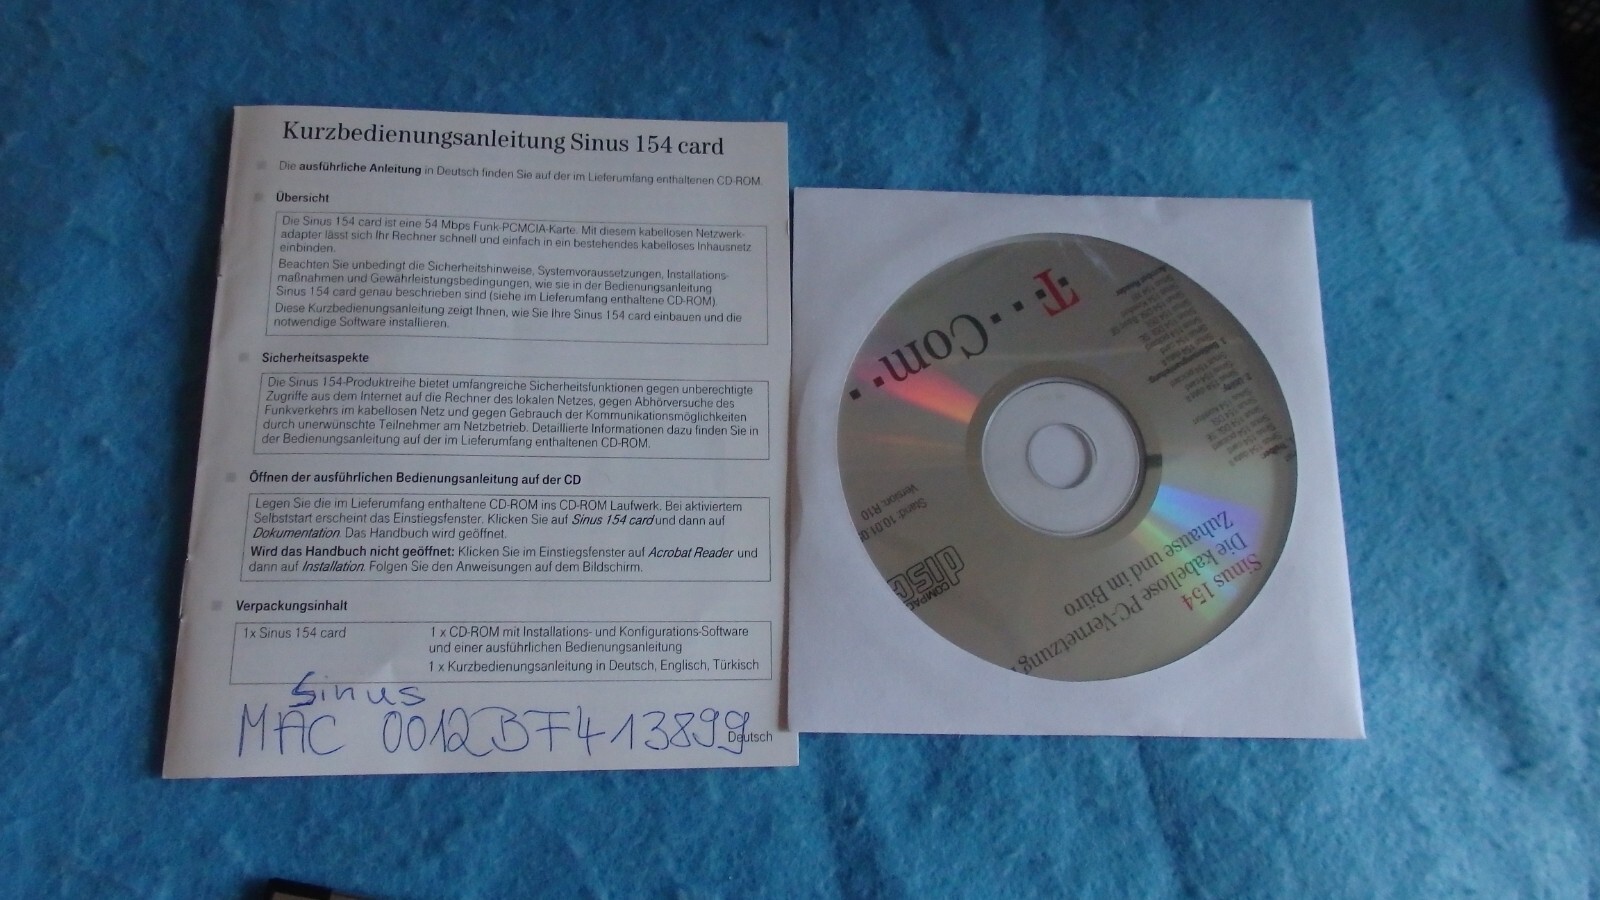 Kurzbedienungsanleitung Sinus 154 card
Die ausführliche Anleitung in Deutsch finden Sie auf der im Lieferumfang enthaltenen CD-ROM.
Übersicht
Die Sinus 154 card ist eine 54 Mbps Funk-PCMCIA-Karte. Mit diesem kabellosen Netzwerk-
adapter lässt sich Ihr Rechner schnell und einfach in ein bestehendes kabelloses Inhausnetz
einbinden.
Beachten Sie unbedingt die Sicherheitshinweise, Systemvoraussetzungen, Installations-
maßnahmen und Gewährleistungsbedingungen, wie sie in der Bedienungsanleitung
Sinus 154 card genau beschrieben sind (siehe im Lieferumfang enthaltene CD-ROM).
Diese Kurzbedienungsanleitung zeigt Ihnen, wie Sie Ihre Sinus 154 card einbauen und die
notwendige Software installieren.
Sicherheitsaspekte
Die Sinus 154-Produktreihe bietet umfangreiche Sicherheitsfunktionen gegen unberechtigte
Zugriffe aus dem Internet auf die Rechner des lokalen Netzes, gegen Abhörversuche des
Funkverkehrs im kabellosen Netz und gegen Gebrauch der Kommunikationsmöglichkeiten
durch unerwünschte Teilnehmer am Netzbetrieb. Detaillierte Informationen dazu finden Sie in
der Bedienungsanleitung auf der im Lieferumfang enthaltenen CD-ROM.
Öffnen der ausführlichen Bedienungsanleitung auf der CD
Legen Sie die im Lieferumfang enthaltene CD-ROM ins CD-ROM Laufwerk. Bei aktiviertem
Selbststart erscheint das Einstiegsfenster. Klicken Sie auf Sinus 154 card und dann auf
Dokumentation. Das Handbuch wird geöffnet.
Wird das Handbuch nicht geöffnet: Klicken Sie im Einstiegsfenster auf Acrobat Reader und
dann auf Installation. Folgen Sie den Anweisungen auf dem Bildschirm.
Verpackungsinhalt
1x Sinus 154 card
1 x CD-ROM mit Installations- und Konfigurations-Software
und einer ausführlichen Bedienungsanleitung
1 x Kurzbedienungsanleitung in Deutsch, Englisch, Türkisch
Sinus
MAC 0012BF413899
Deutsch
T Com
Sinus 154
Die kabellose PC-Vernetzung
Zuhause und im Büro
Stand: 10.01.0
Version: R10
COMPACT
disc